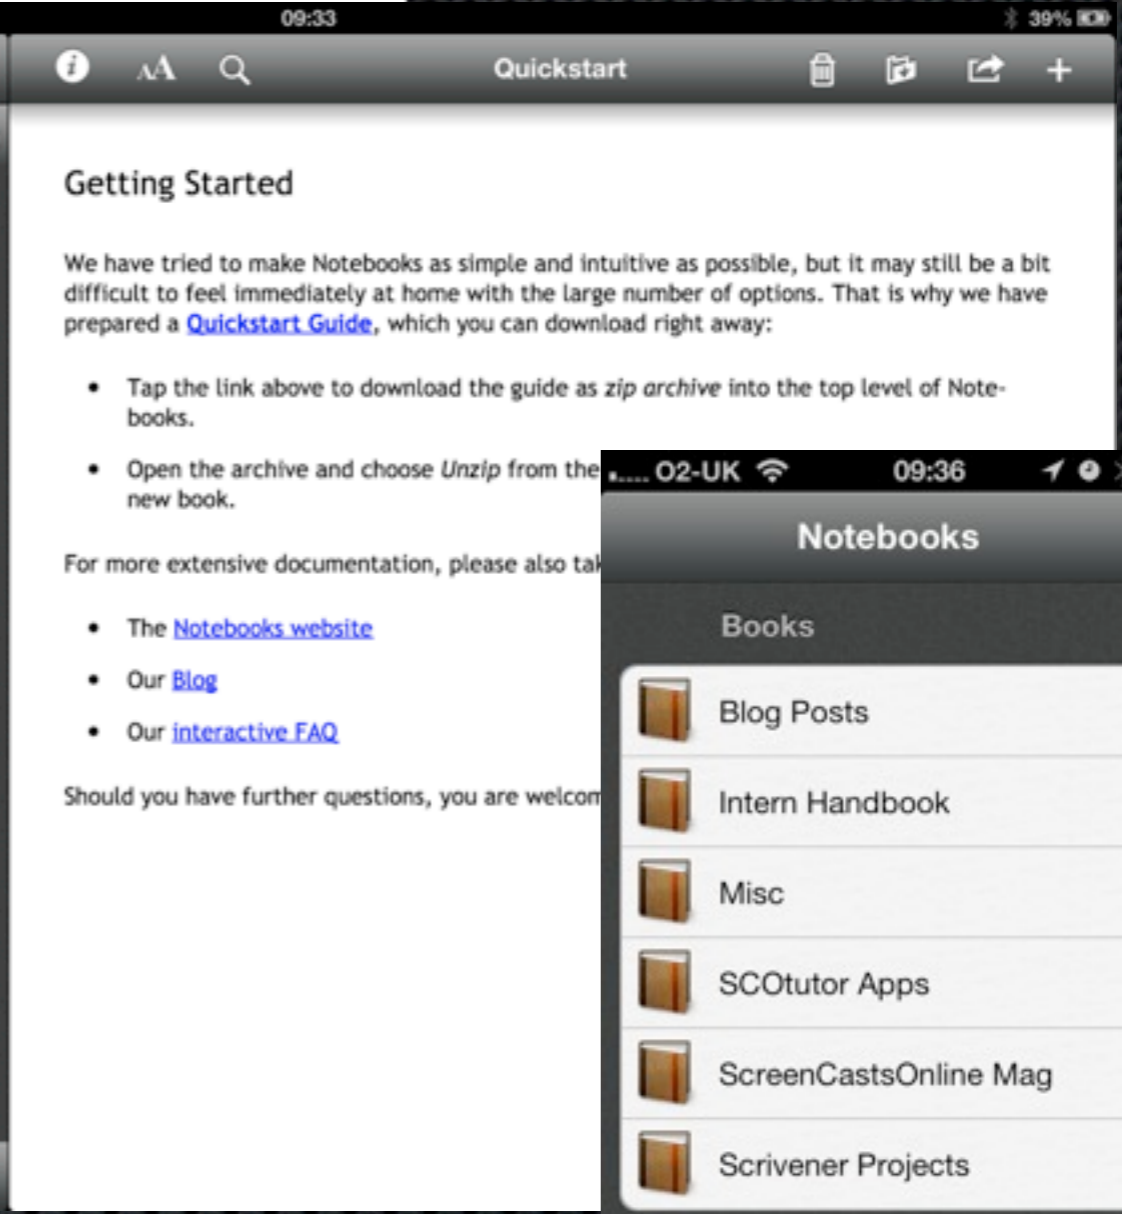 09:33
39%
Quickstart
Getting Started
We have tried to make Notebooks as simple and intuitive as possible, but it may still be a bit
difficult to feel immediately at home with the large number of options. That is why we have
prepared a Quickstart Guide, which you can download right away:
• Tap the link above to download the guide as zip archive into the top level of Note-
books.
• Open the archive and choose Unzip from the
new book.
For more extensive documentation, please also tak
• The Notebooks website
• Our Blog
• Our interactive FAQ
Should you have further questions, you are welcom
O2-UK 09:36
Notebooks
Books
Blog Posts
Intern Handbook
Misc
SCOtutor Apps
ScreenCastsOnline Mag
Scrivener Projects